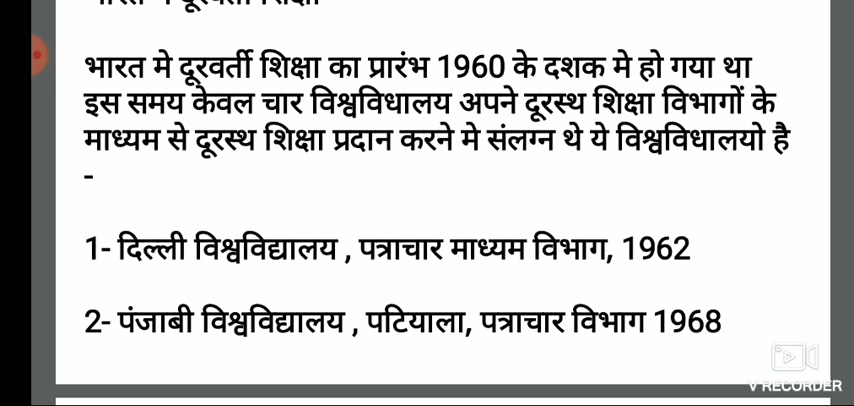 भारत मे दूरवर्ती शिक्षा का प्रारंभ 1960 के दशक मे हो गया था
इस समय केवल चार विश्वविधालय अपने दूरस्थ शिक्षा विभागों के
माध्यम से दूरस्थ शिक्षा प्रदान करने मे संलग्न थे ये विश्वविधालयो है
-
1- दिल्ली विश्वविद्यालय , पत्राचार माध्यम विभाग, 1962
2- पंजाबी विश्वविद्यालय , पटियाला, पत्राचार विभाग 1968
V RECORDER